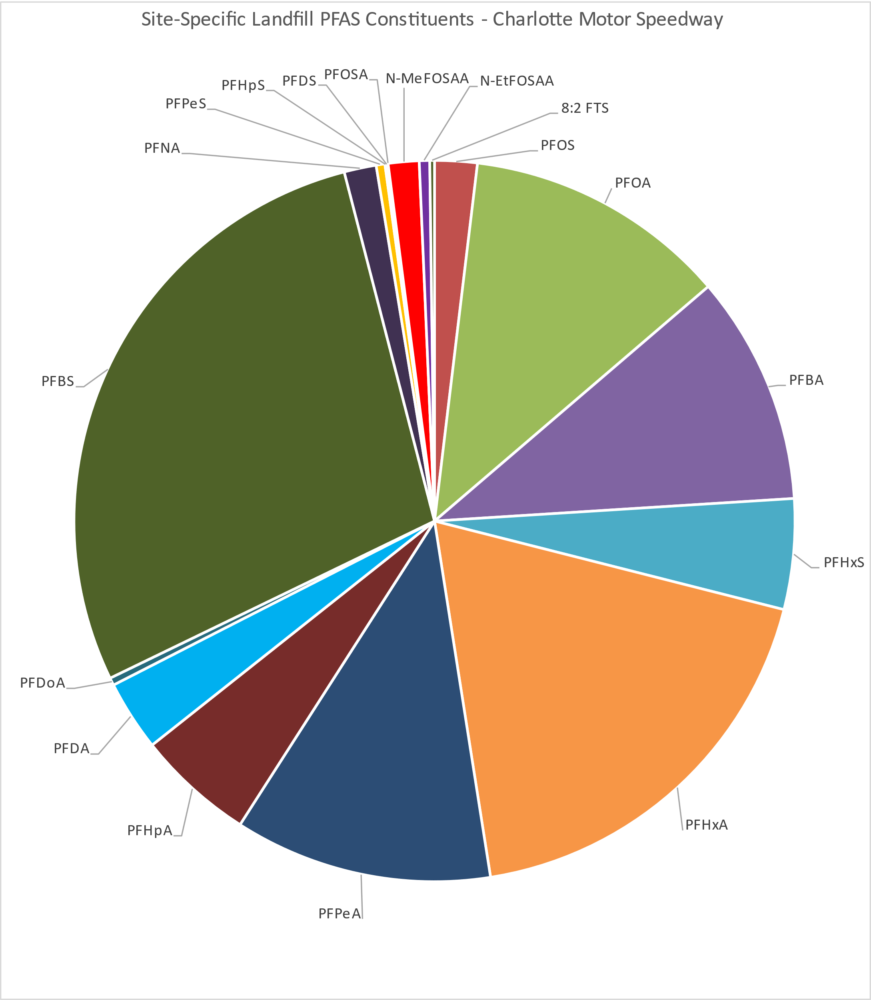 Site-Specific Landfill PFAS Constituents - Charlotte Motor Speedway
PFOSA
N-MeFOSAA
N-EtFOSAA
PFDS
PFHpS
PFPeS
8:2 FTS
PFNA
PFOS
PFOA
PFBS
PFBA
PFHxS
PFDoA
PFDA
PFHpA
PFHxA
PFPeA